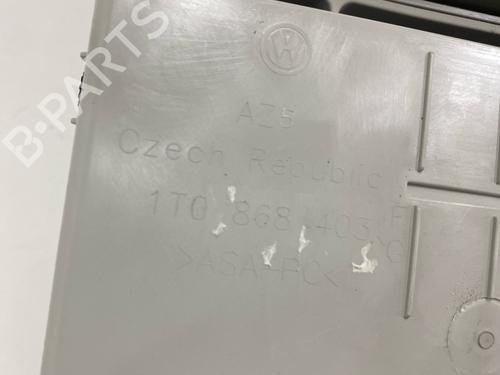 B-PARTS
AZ5
Czech Republic
1T0 868 403 F
G
>ASA-PC<